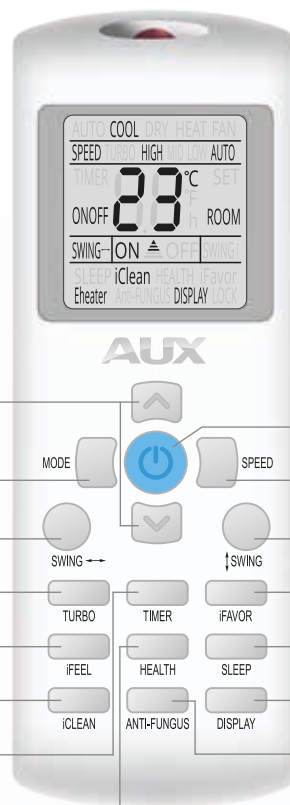 AUTO COOL DRY HEAT FAN
SPEED TURBO HIGH MID LOW AUTO
TIMER 23 °C SET
°F
ONOFF h ROOM
SWING↔ ON OFF SWING↕
SLEEP iClean HEALTH iFavor
Eheater Anti-FUNGUS DISPLAY LOCK
AUX
MODE SPEED
SWING ↔ ↕ SWING
TURBO TIMER iFAVOR
iFEEL HEALTH SLEEP
iCLEAN ANTI-FUNGUS DISPLAY